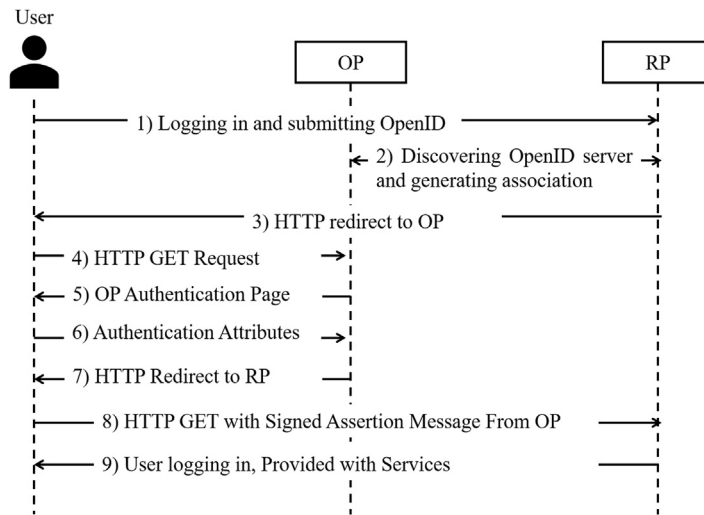 User
OP
RP
1) Logging in and submitting OpenID
2) Discovering OpenID server
and generating association
3) HTTP redirect to OP
4) HTTP GET Request
5) OP Authentication Page
6) Authentication Attributes
7) HTTP Redirect to RP
8) HTTP GET with Signed Assertion Message From OP
9) User logging in, Provided with Services